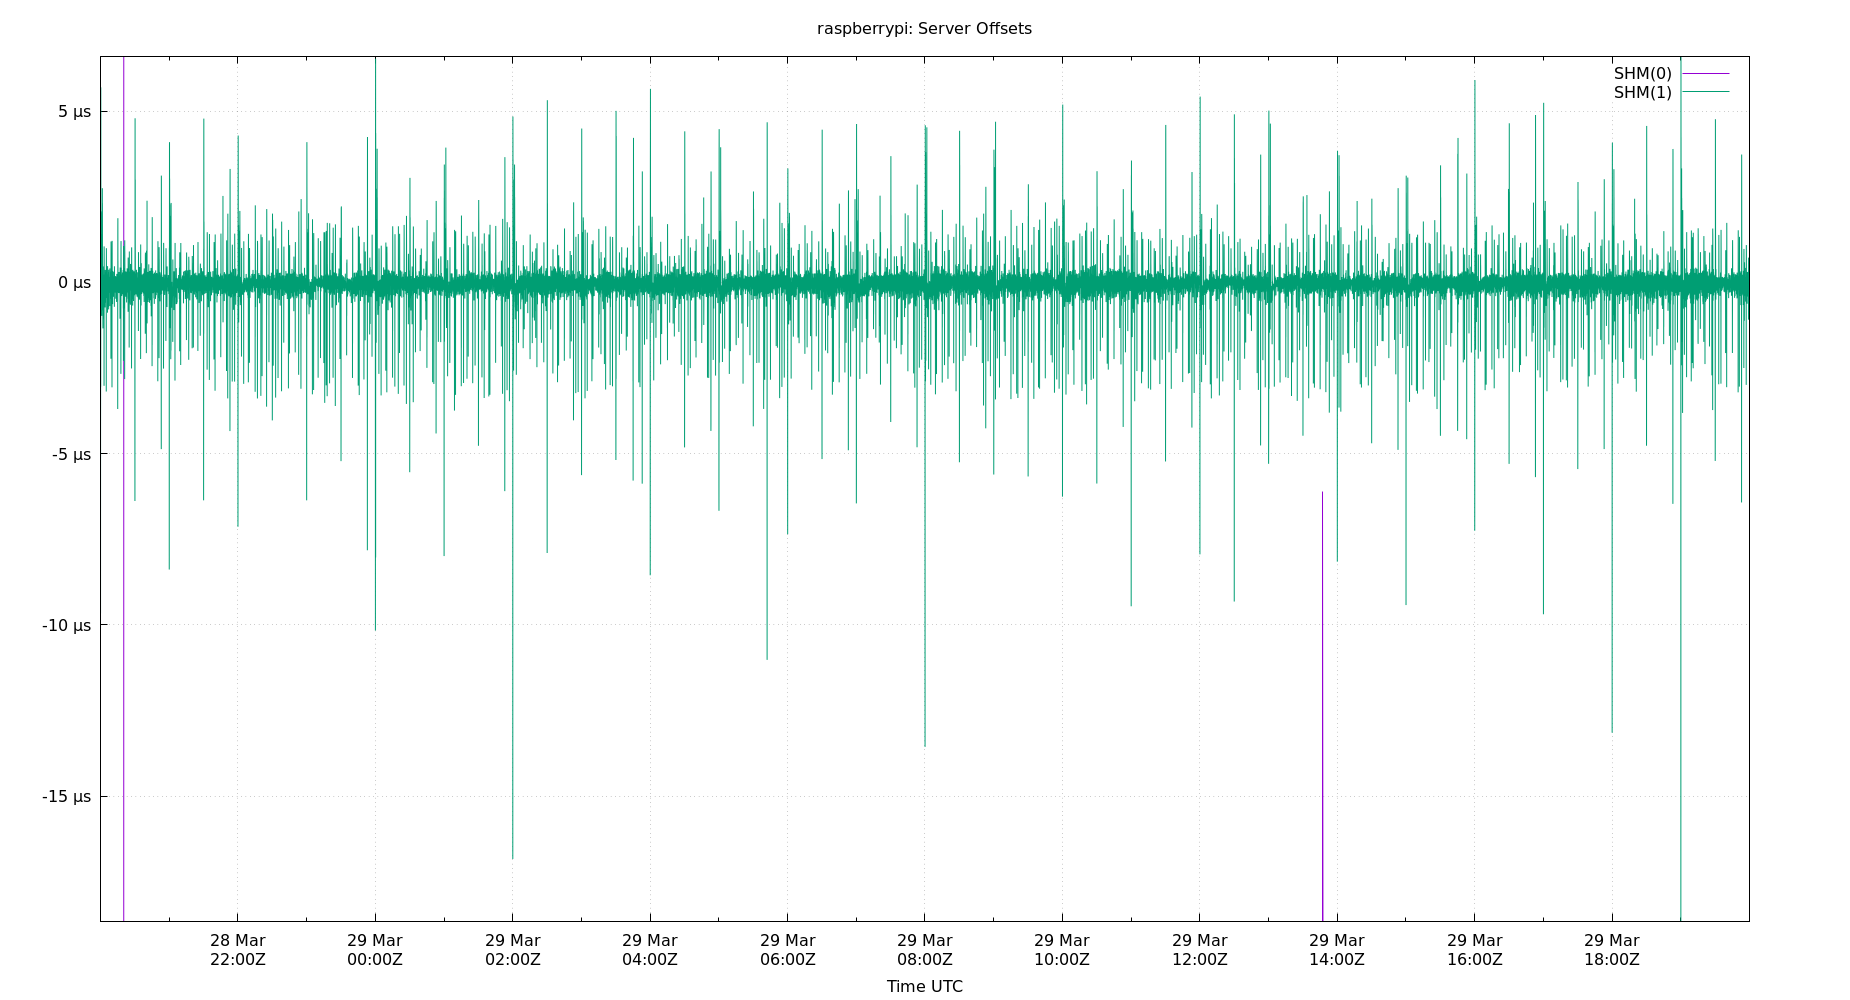 raspberrypi: Server Offsets
SHM(0)
SHM(1)
5 µs
0 µs
-5 µs
-10 µs
-15 µs
28 Mar 29 Mar 29 Mar 29 Mar 29 Mar 29 Mar 29 Mar 29 Mar 29 Mar 29 Mar 29 Mar
22:00Z 00:00Z 02:00Z 04:00Z 06:00Z 08:00Z 10:00Z 12:00Z 14:00Z 16:00Z 18:00Z
Time UTC